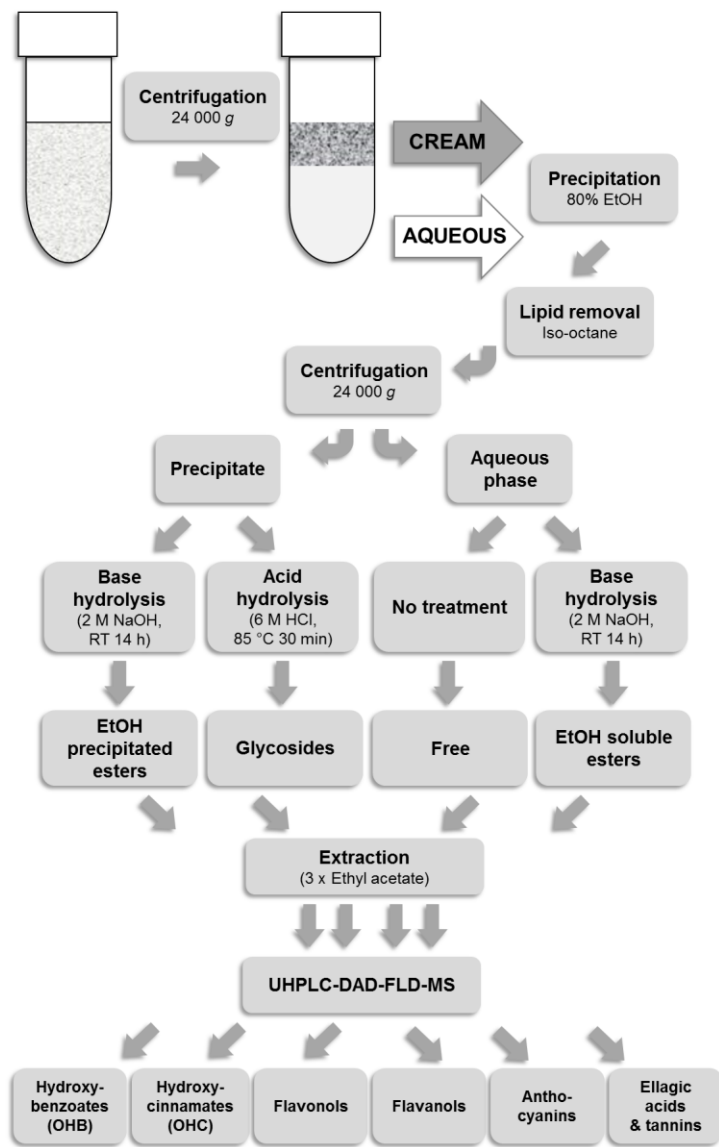 Centrifugation
24 000 g
CREAM
AQUEOUS
Precipitation
80% EtOH
Lipid removal
Iso-octane
Centrifugation
24 000 g
Precipitate
Aqueous
phase
Base
hydrolysis
(2 M NaOH,
RT 14 h)
Acid
hydrolysis
(6 M HCl,
85 °C 30 min)
No treatment
Base
hydrolysis
(2 M NaOH,
RT 14 h)
EtOH
precipitated
esters
Glycosides
Free
EtOH soluble
esters
Extraction
(3 x Ethyl acetate)
UHPLC-DAD-FLD-MS
Hydroxy-
benzoates
(OHB)
Hydroxy-
cinnamates
(OHC)
Flavonols
Flavanols
Antho-
cyanins
Ellagic
acids
& tannins